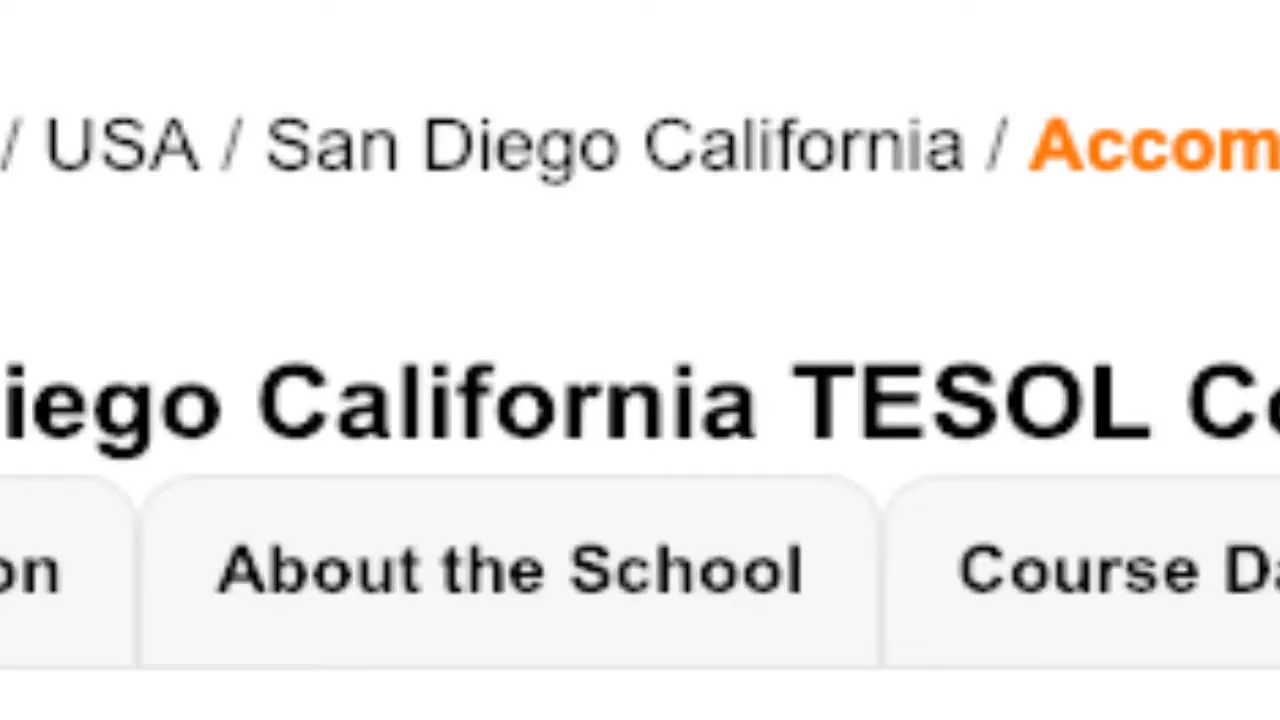 / USA / San Diego California / Accom
iego California TESOL Co
on About the School Course Da